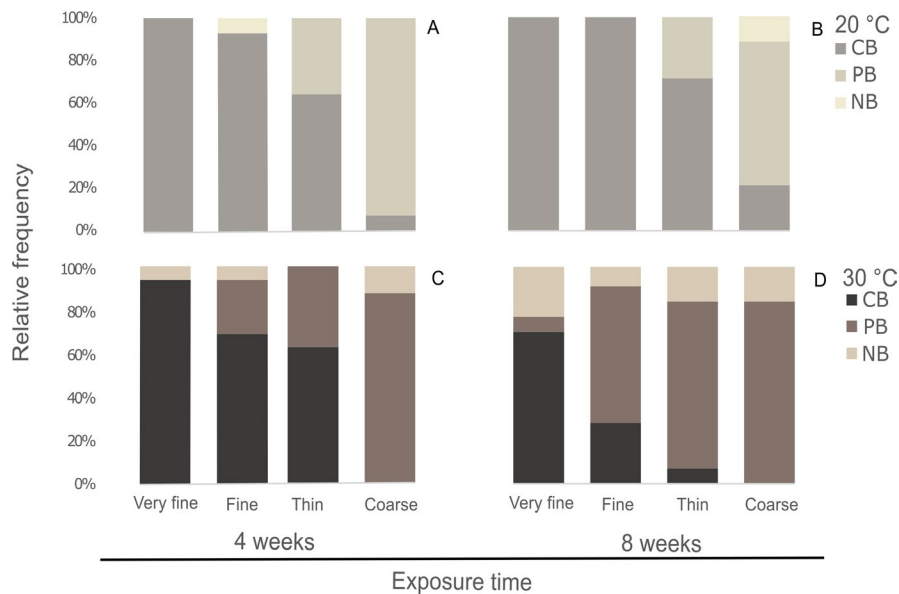 A
B
20 °C
CB
PB
NB
100%
80%
60%
40%
20%
0%
Relative frequency
C
D
30 °C
CB
PB
NB
100%
80%
60%
40%
20%
0%
Very fine Fine Thin Coarse
Very fine Fine Thin Coarse
4 weeks
8 weeks
Exposure time